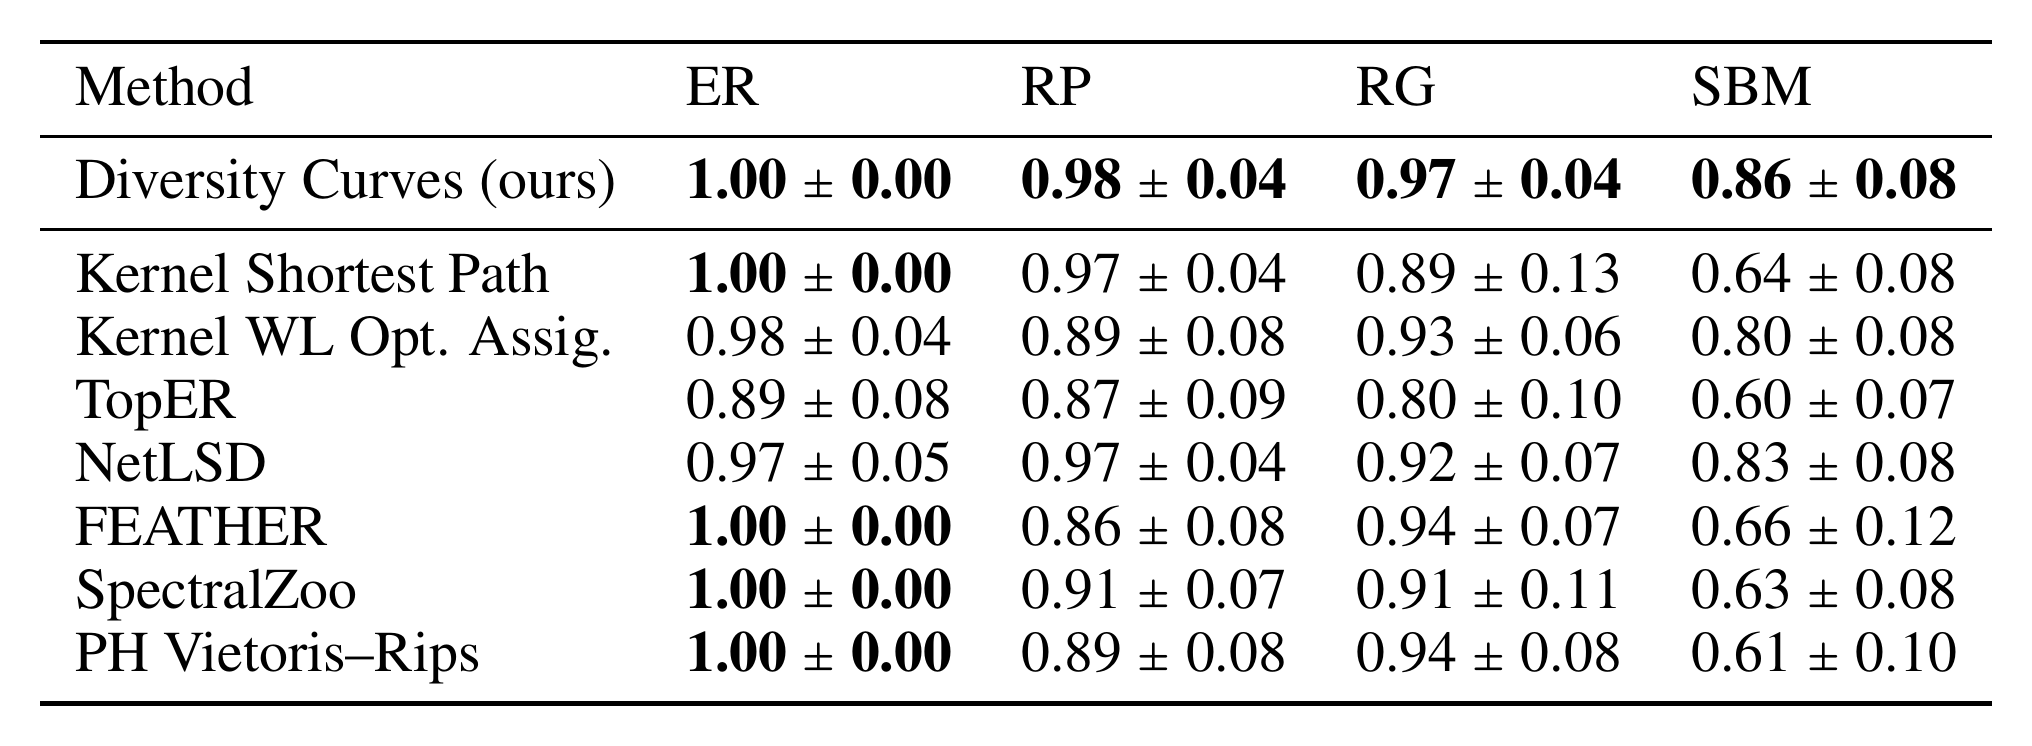 Method ER RP RG SBM
Diversity Curves (ours) 1.00 ± 0.00 0.98 ± 0.04 0.97 ± 0.04 0.86 ± 0.08
Kernel Shortest Path 1.00 ± 0.00 0.97 ± 0.04 0.89 ± 0.13 0.64 ± 0.08
Kernel WL Opt. Assig. 0.98 ± 0.04 0.89 ± 0.08 0.93 ± 0.06 0.80 ± 0.08
TopER 0.89 ± 0.08 0.87 ± 0.09 0.80 ± 0.10 0.60 ± 0.07
NetLSD 0.97 ± 0.05 0.97 ± 0.04 0.92 ± 0.07 0.83 ± 0.08
FEATHER 1.00 ± 0.00 0.86 ± 0.08 0.94 ± 0.07 0.66 ± 0.12
SpectralZoo 1.00 ± 0.00 0.91 ± 0.07 0.91 ± 0.11 0.63 ± 0.08
PH Vietoris–Rips 1.00 ± 0.00 0.89 ± 0.08 0.94 ± 0.08 0.61 ± 0.10